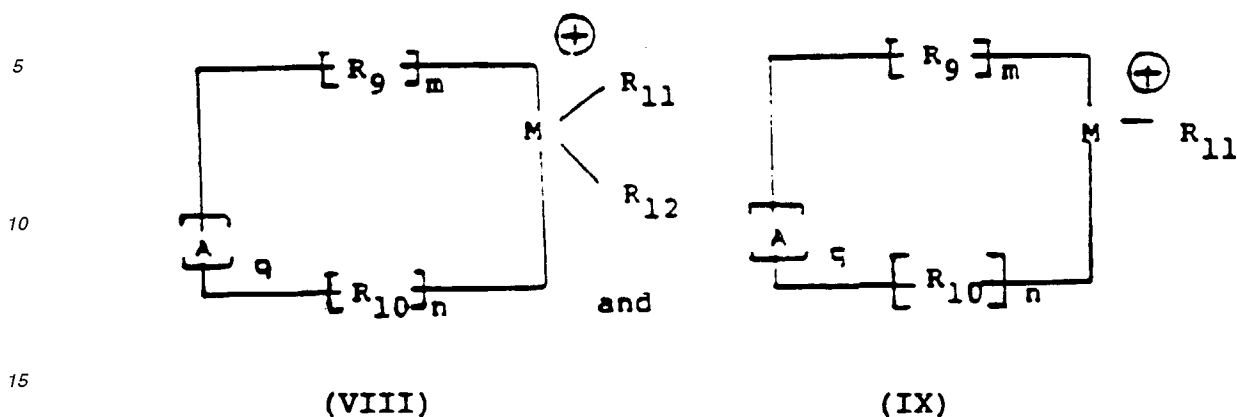 5
[ R9 ]m
⊕
M
R11
R12
[ A ] q
[ R10 ]n
10
and
[ R9 ]m
⊕
M — R11
[ A ] q
[ R10 ]n
15
(VIII)
(IX)